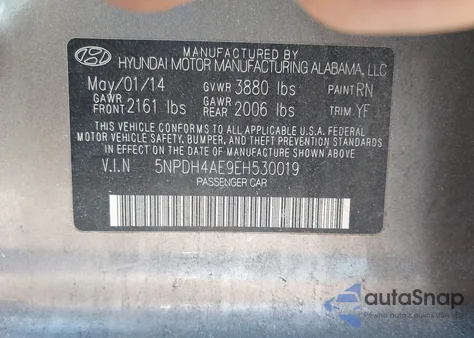 MANUFACTURED BY
HYUNDAI MOTOR MANUFACTURING ALABAMA, LLC
May/01/14 GVWR 3880 lbs PAINT RN
GAWR FRONT 2161 lbs GAWR REAR 2006 lbs TRIM YF
THIS VEHICLE CONFORMS TO ALL APPLICABLE U.S.A. FEDERAL
MOTOR VEHICLE SAFETY, BUMPER, AND THEFT PREVENTION
STANDARDS IN EFFECT ON THE DATE OF MANUFACTURE SHOWN ABOVE.
V.I.N 5NPDH4AE9EH530019
PASSENGER CAR
autoSnap